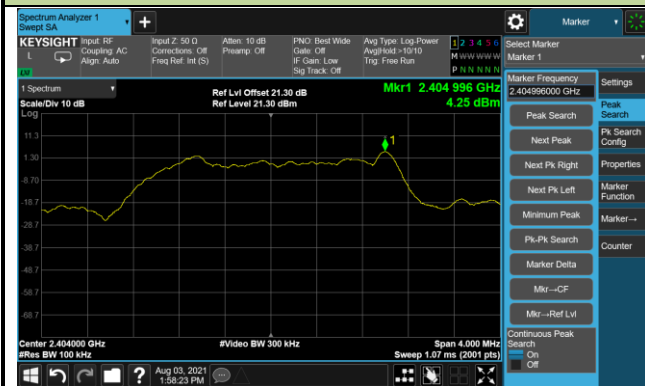 Spectrum Analyzer 1
Swept SA
+
Marker
KEYSIGHT
L
Input: RF
Coupling: AC
Align: Auto
Input Z: 50 Ω
Corrections: Off
Freq Ref: Int (S)
Atten: 10 dB
Preamp: Off
PNO: Best Wide
Gate: Off
IF Gain: Low
Sig Track: Off
Avg Type: Log-Power
Avg|Hold:>10/10
Trig: Free Run
1 2 3 4 5 6
M W W W W W
P N N N N N
LW
Select Marker
Marker 1
1 Spectrum
Scale/Div 10 dB
Log
Ref Lvl Offset 21.30 dB
Ref Level 21.30 dBm
Mkr1 2.404 996 GHz
4.25 dBm
1
11.3
1.30
-8.70
-18.7
-28.7
-38.7
-48.7
-58.7
-68.7
Center 2.404000 GHz
#Res BW 100 kHz
#Video BW 300 kHz
Span 4.000 MHz
Sweep 1.07 ms (2001 pts)
Marker Frequency
2.404996000 GHz
Peak Search
Next Peak
Next Pk Right
Next Pk Left
Minimum Peak
Pk-Pk Search
Marker Delta
Mkr→CF
Mkr→Ref Lvl
Continuous Peak
Search
On
Off
Settings
Peak
Search
Pk Search
Config
Properties
Marker
Function
Marker→
Counter
?
Aug 03, 2021
1:58:23 PM